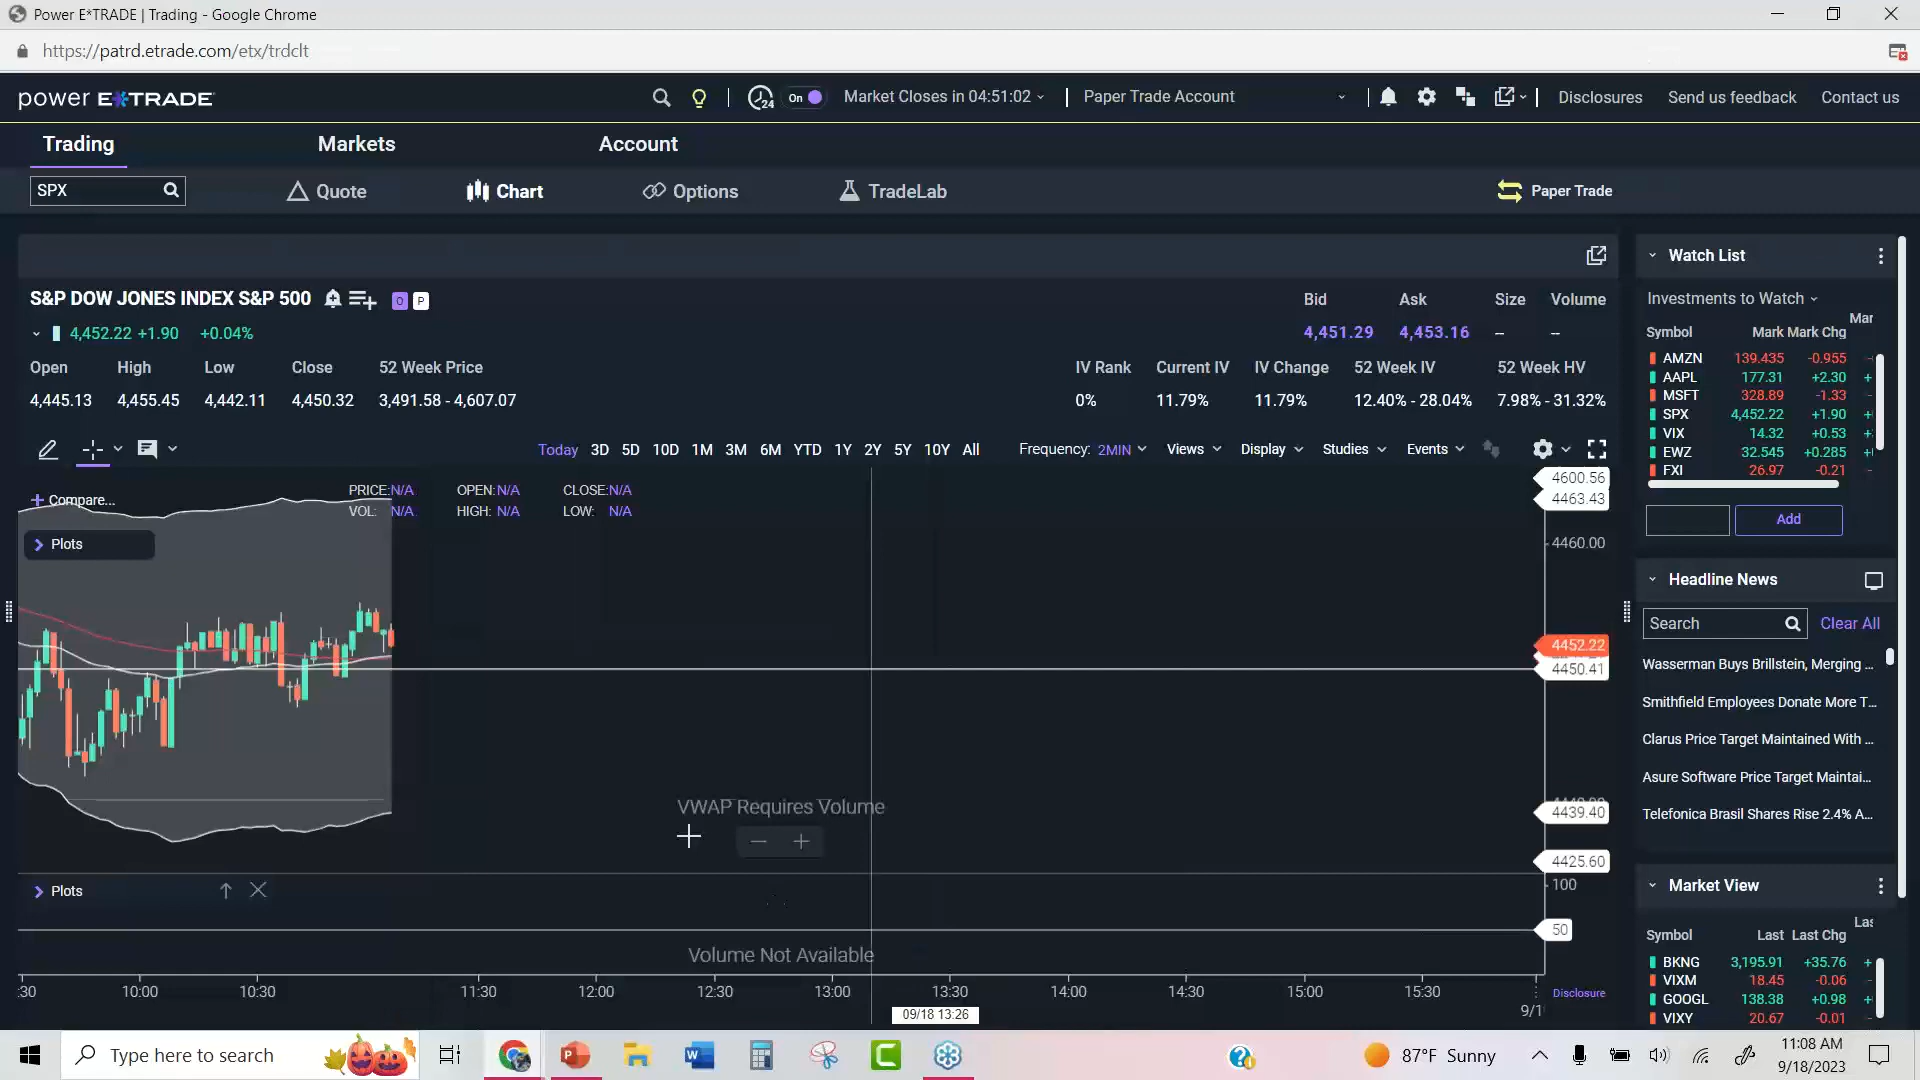 Power E*TRADE | Trading - Google Chrome
https://patrd.etrade.com/etx/trdclt
power E*TRADE
24 On Market Closes in 04:51:02 Paper Trade Account Disclosures Send us feedback Contact us
Trading Markets Account
SPX Quote Chart Options TradeLab Paper Trade
S&P DOW JONES INDEX S&P 500 O P
Bid Ask Size Volume
4,452.22 +1.90 +0.04%
4,451.29 4,453.16 -- --
Open High Low Close 52 Week Price
IV Rank Current IV IV Change 52 Week IV 52 Week HV
4,445.13 4,455.45 4,442.11 4,450.32 3,491.58 - 4,607.07
0% 11.79% 11.79% 12.40% - 28.04% 7.98% - 31.32%
Today 3D 5D 10D 1M 3M 6M YTD 1Y 2Y 5Y 10Y All Frequency: 2MIN Views Display Studies Events
Compare...
PRICE:N/A OPEN:N/A CLOSE:N/A
VOL: N/A HIGH: N/A LOW: N/A
Plots
4600.56
4463.43
4460.00
4452.22
4450.41
4439.40
4425.60
VWAP Requires Volume
Plots
100
50
Volume Not Available
:30 10:00 10:30 11:30 12:00 12:30 13:00 13:30 14:00 14:30 15:00 15:30 Disclosure
09/18 13:26
9/1
Watch List
Investments to Watch
Symbol Mark Mark Chg Mar
AMZN 139.435 -0.955 -
AAPL 177.31 +2.30 +
MSFT 328.89 -1.33 -
SPX 4,452.22 +1.90 +
VIX 14.32 +0.53 +
EWZ 32.545 +0.285 +
FXI 26.97 -0.21 -
Add
Headline News
Search Clear All
Wasserman Buys Brillstein, Merging ...
Smithfield Employees Donate More T...
Clarus Price Target Maintained With ...
Asure Software Price Target Maintai...
Telefonica Brasil Shares Rise 2.4% A...
Market View
Symbol Last Last Chg Las
BKNG 3,195.91 +35.76 +
VIXM 18.45 -0.06 -
GOOGL 138.38 +0.98 +
VIXY 20.67 -0.01 -
Type here to search
87°F Sunny
11:08 AM
9/18/2023